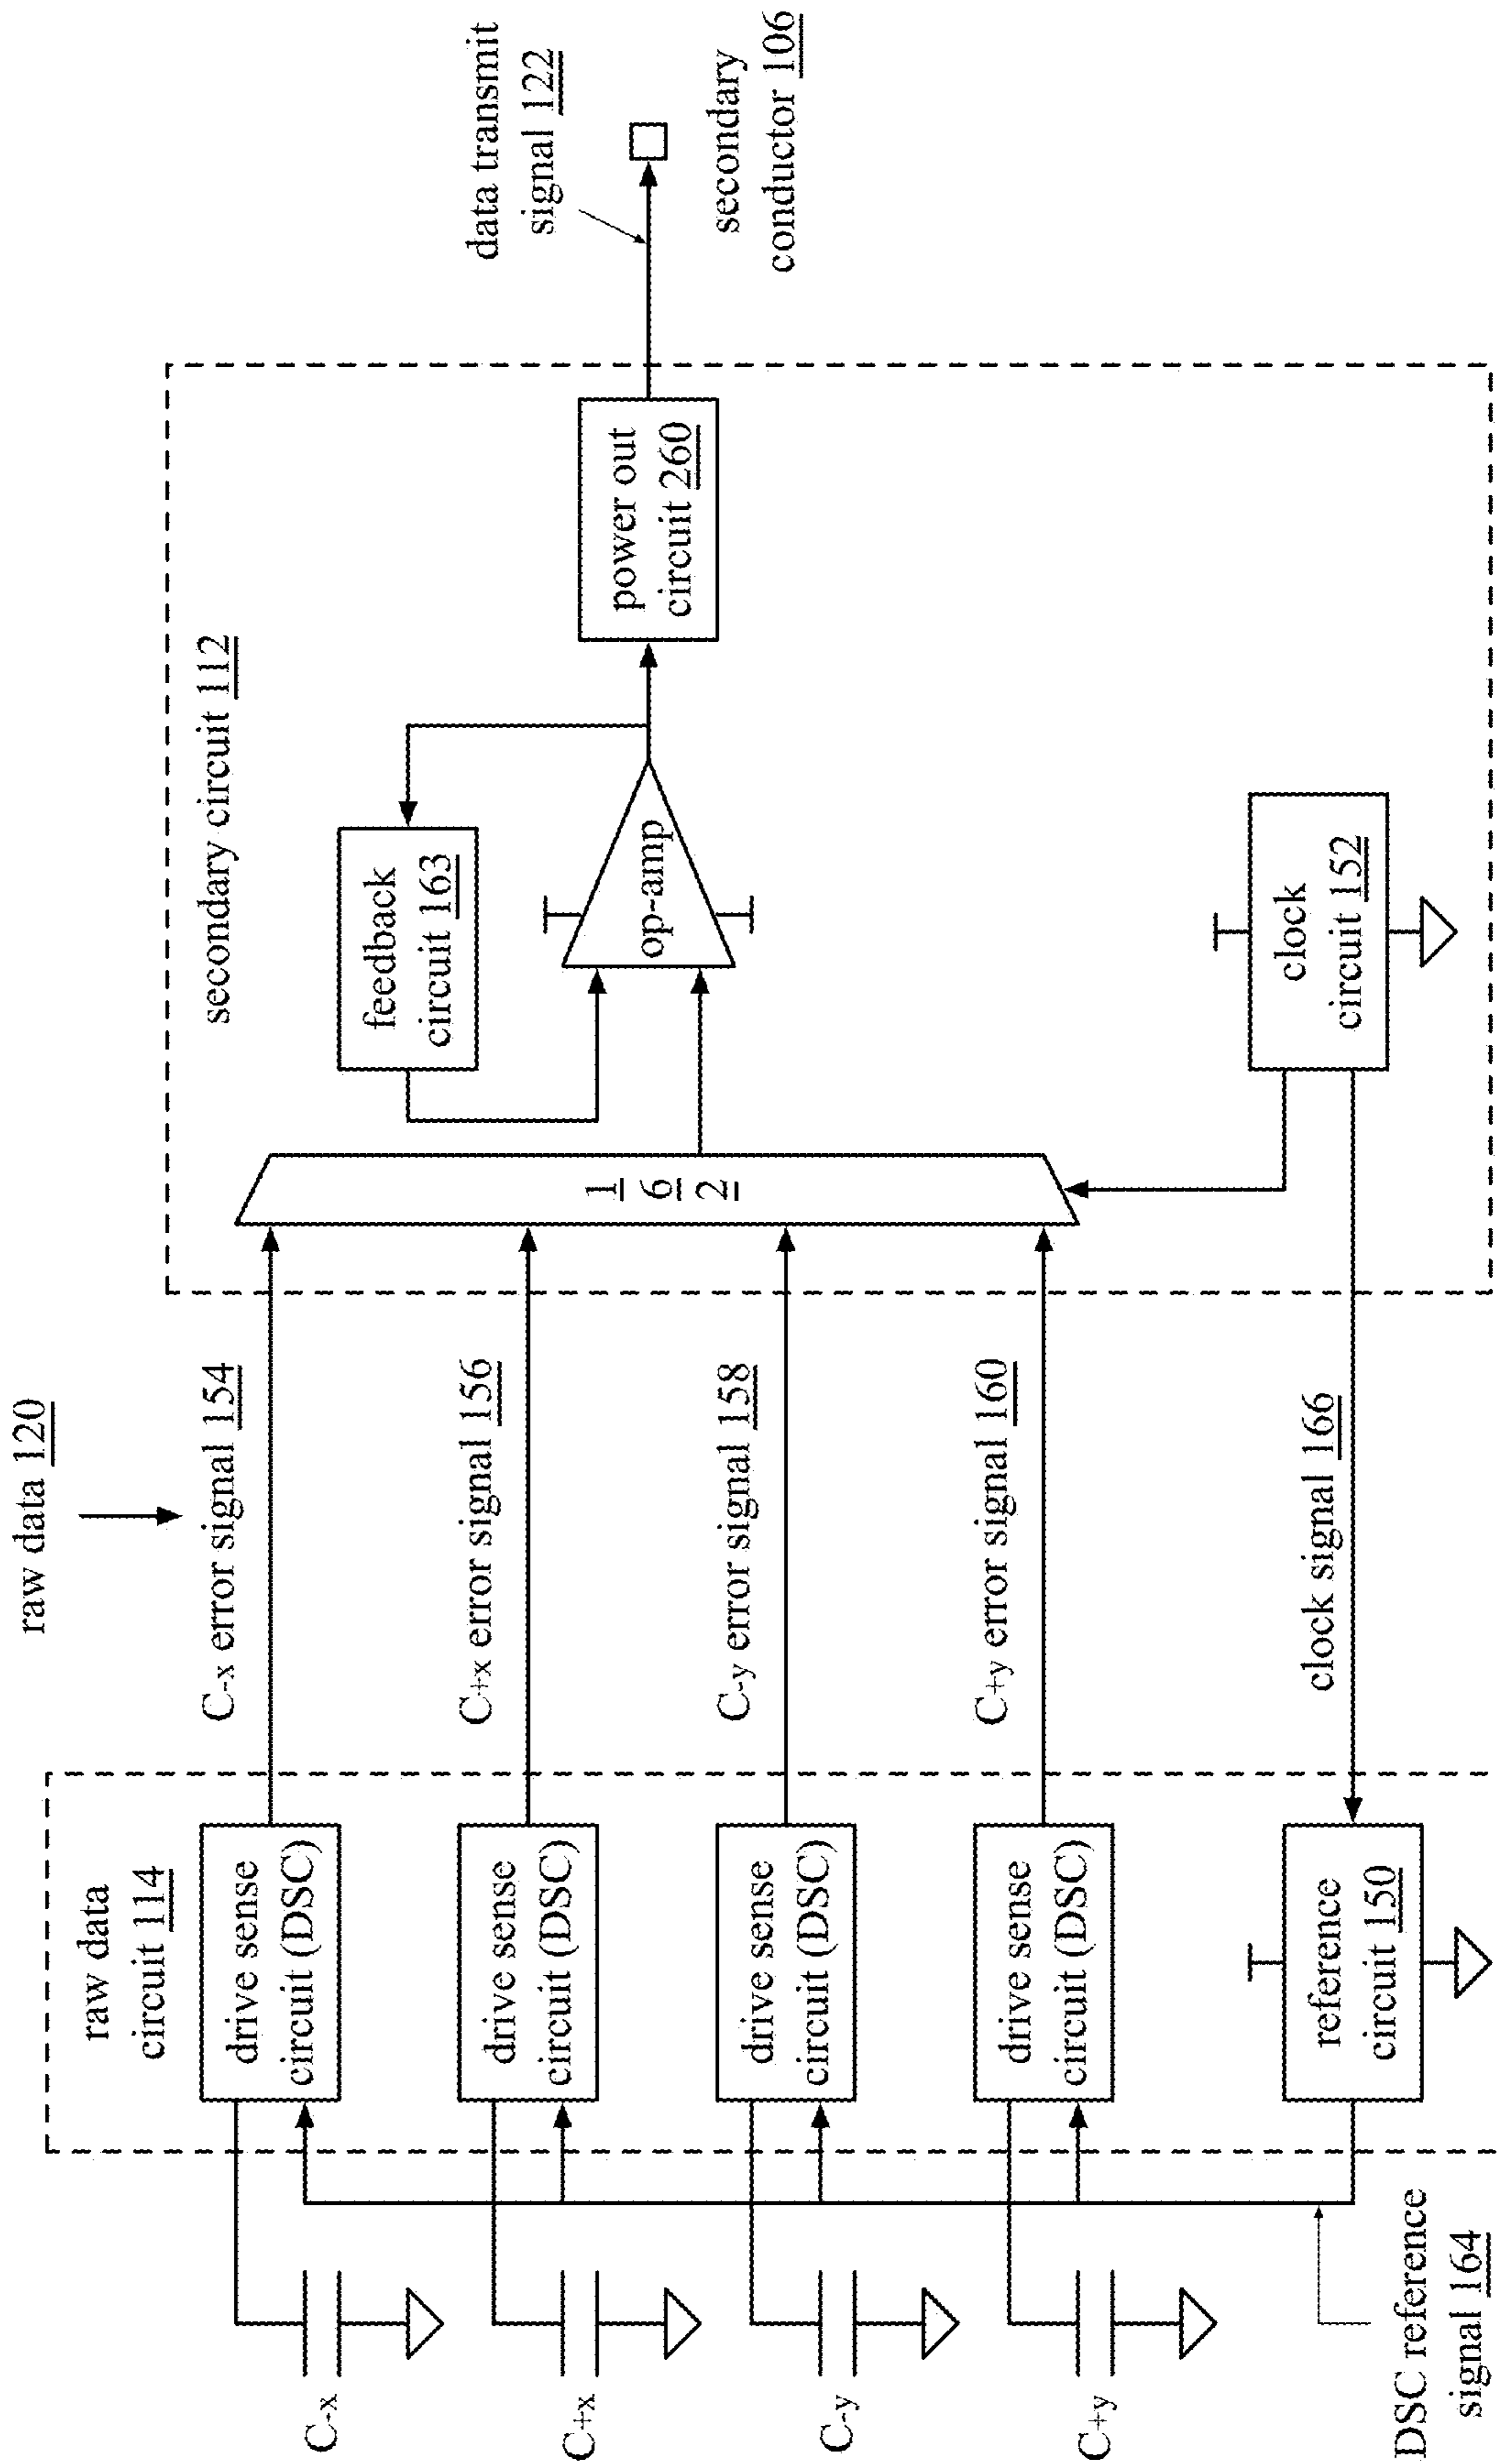 raw data 120
raw data
circuit 114
secondary circuit 112
C-x
drive sense
circuit (DSC)
C-x error signal 154
C+x
drive sense
circuit (DSC)
C+x error signal 156
C-y
drive sense
circuit (DSC)
C-y error signal 158
C+y
drive sense
circuit (DSC)
C+y error signal 160
1
6
2
feedback
circuit 163
op-amp
power out
circuit 260
data transmit
signal 122
secondary
conductor 106
DSC reference
signal 164
reference
circuit 150
clock signal 166
clock
circuit 152